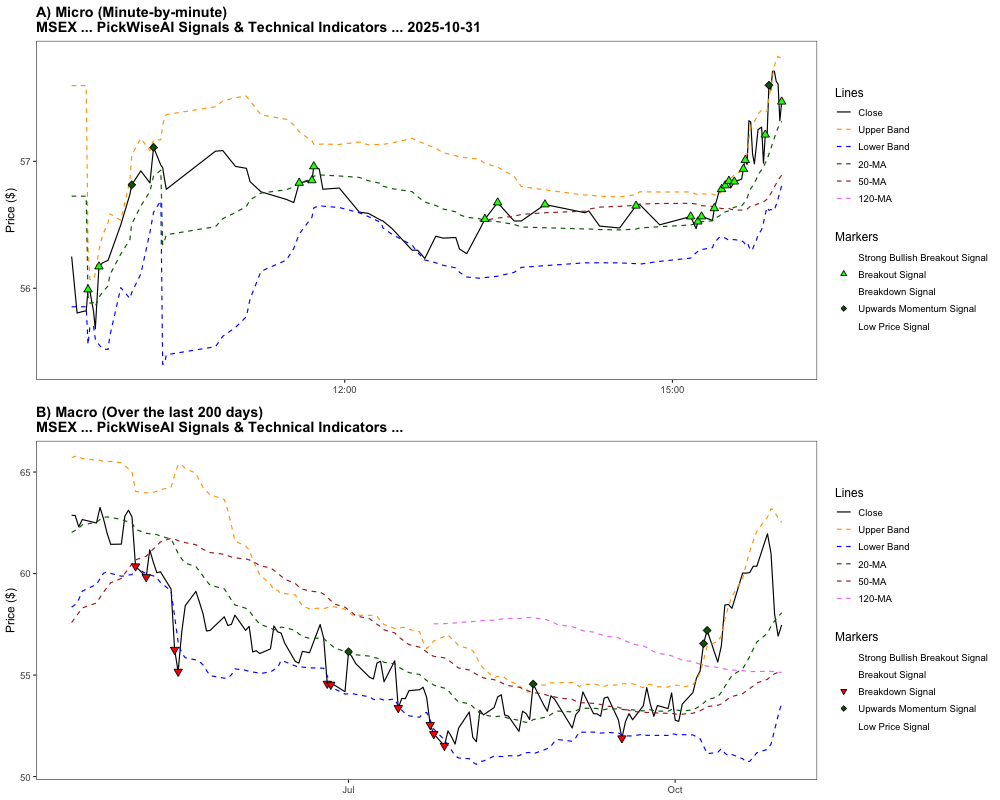 A) Micro (Minute-by-minute)
MSEX ... PickWiseAI Signals & Technical Indicators ... 2025-10-31
Price ($)
57
56
12:00
15:00
Lines
Close
Upper Band
Lower Band
20-MA
50-MA
120-MA
Markers
Strong Bullish Breakout Signal
Breakout Signal
Breakdown Signal
Upwards Momentum Signal
Low Price Signal
B) Macro (Over the last 200 days)
MSEX ... PickWiseAI Signals & Technical Indicators ...
Price ($)
65
60
55
50
Jul
Oct
Lines
Close
Upper Band
Lower Band
20-MA
50-MA
120-MA
Markers
Strong Bullish Breakout Signal
Breakout Signal
Breakdown Signal
Upwards Momentum Signal
Low Price Signal